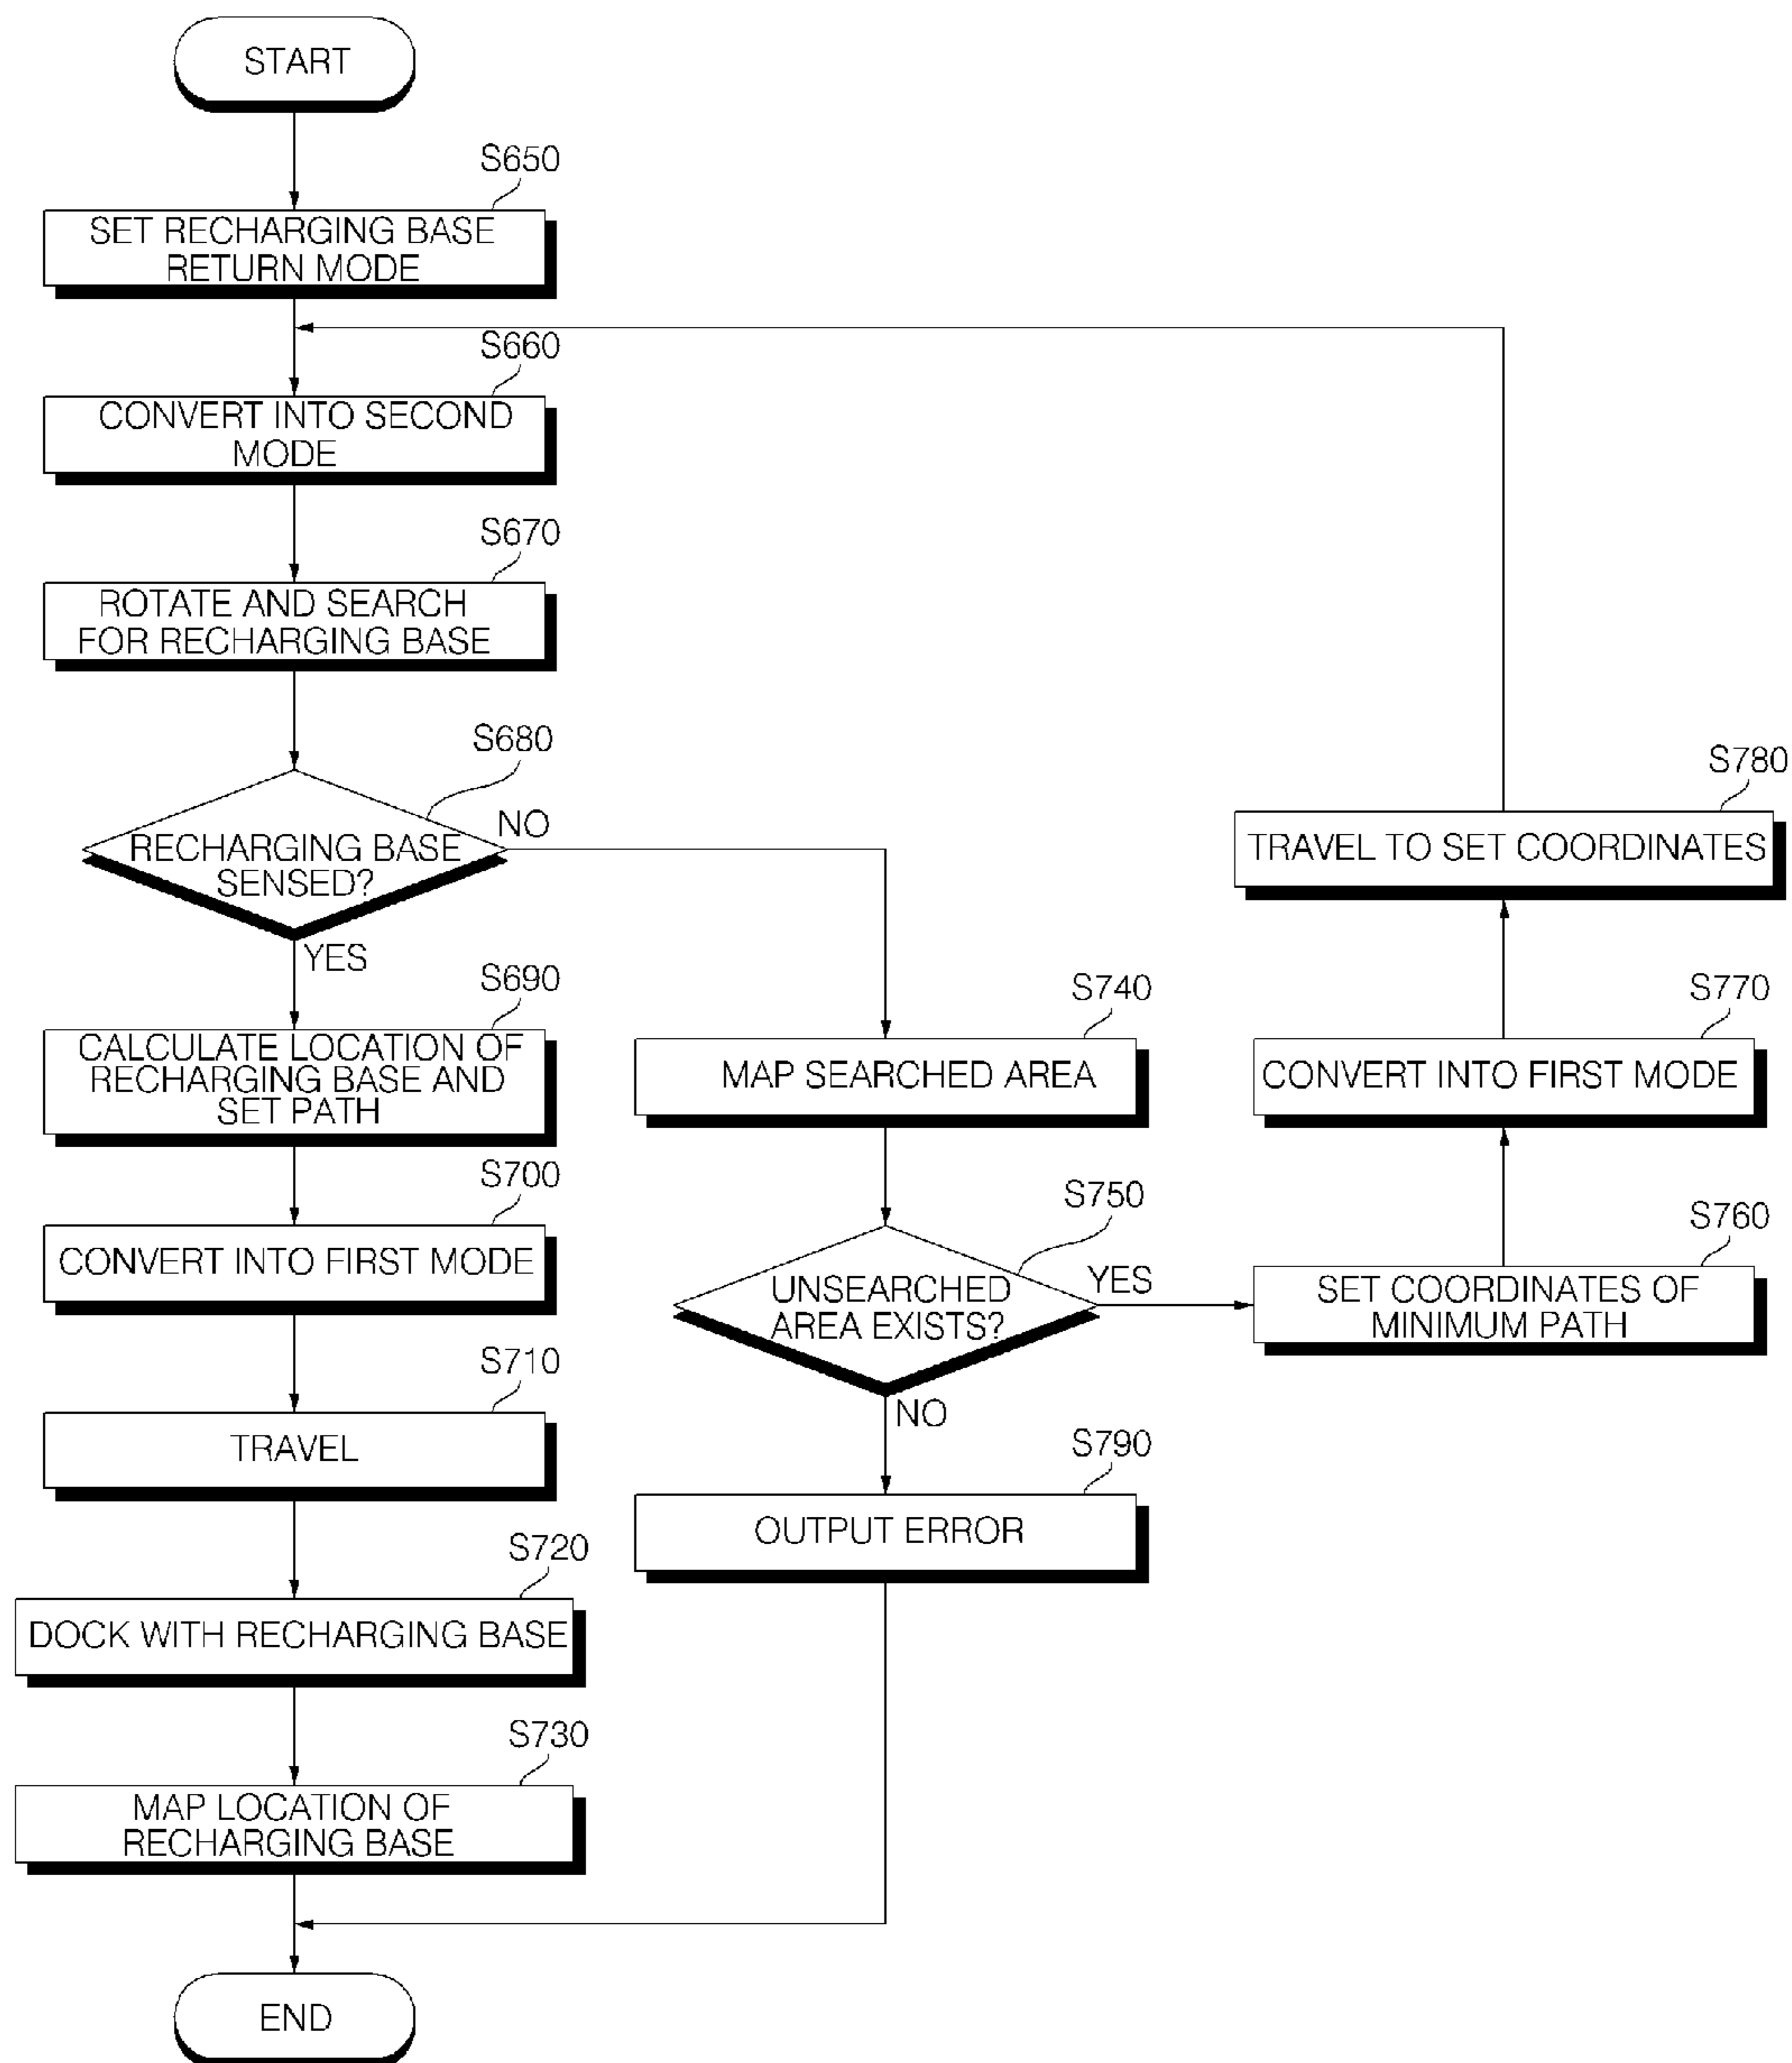 START
S650
SET RECHARGING BASE
RETURN MODE
S660
CONVERT INTO SECOND
MODE
S670
ROTATE AND SEARCH
FOR RECHARGING BASE
S680
RECHARGING BASE
SENSED?
NO
YES
S690
CALCULATE LOCATION OF
RECHARGING BASE AND
SET PATH
S700
CONVERT INTO FIRST MODE
S710
TRAVEL
S720
DOCK WITH RECHARGING BASE
S730
MAP LOCATION OF
RECHARGING BASE
END
S740
MAP SEARCHED AREA
S750
UNSEARCHED
AREA EXISTS?
YES
NO
S790
OUTPUT ERROR
S760
SET COORDINATES OF
MINIMUM PATH
S770
CONVERT INTO FIRST MODE
S780
TRAVEL TO SET COORDINATES